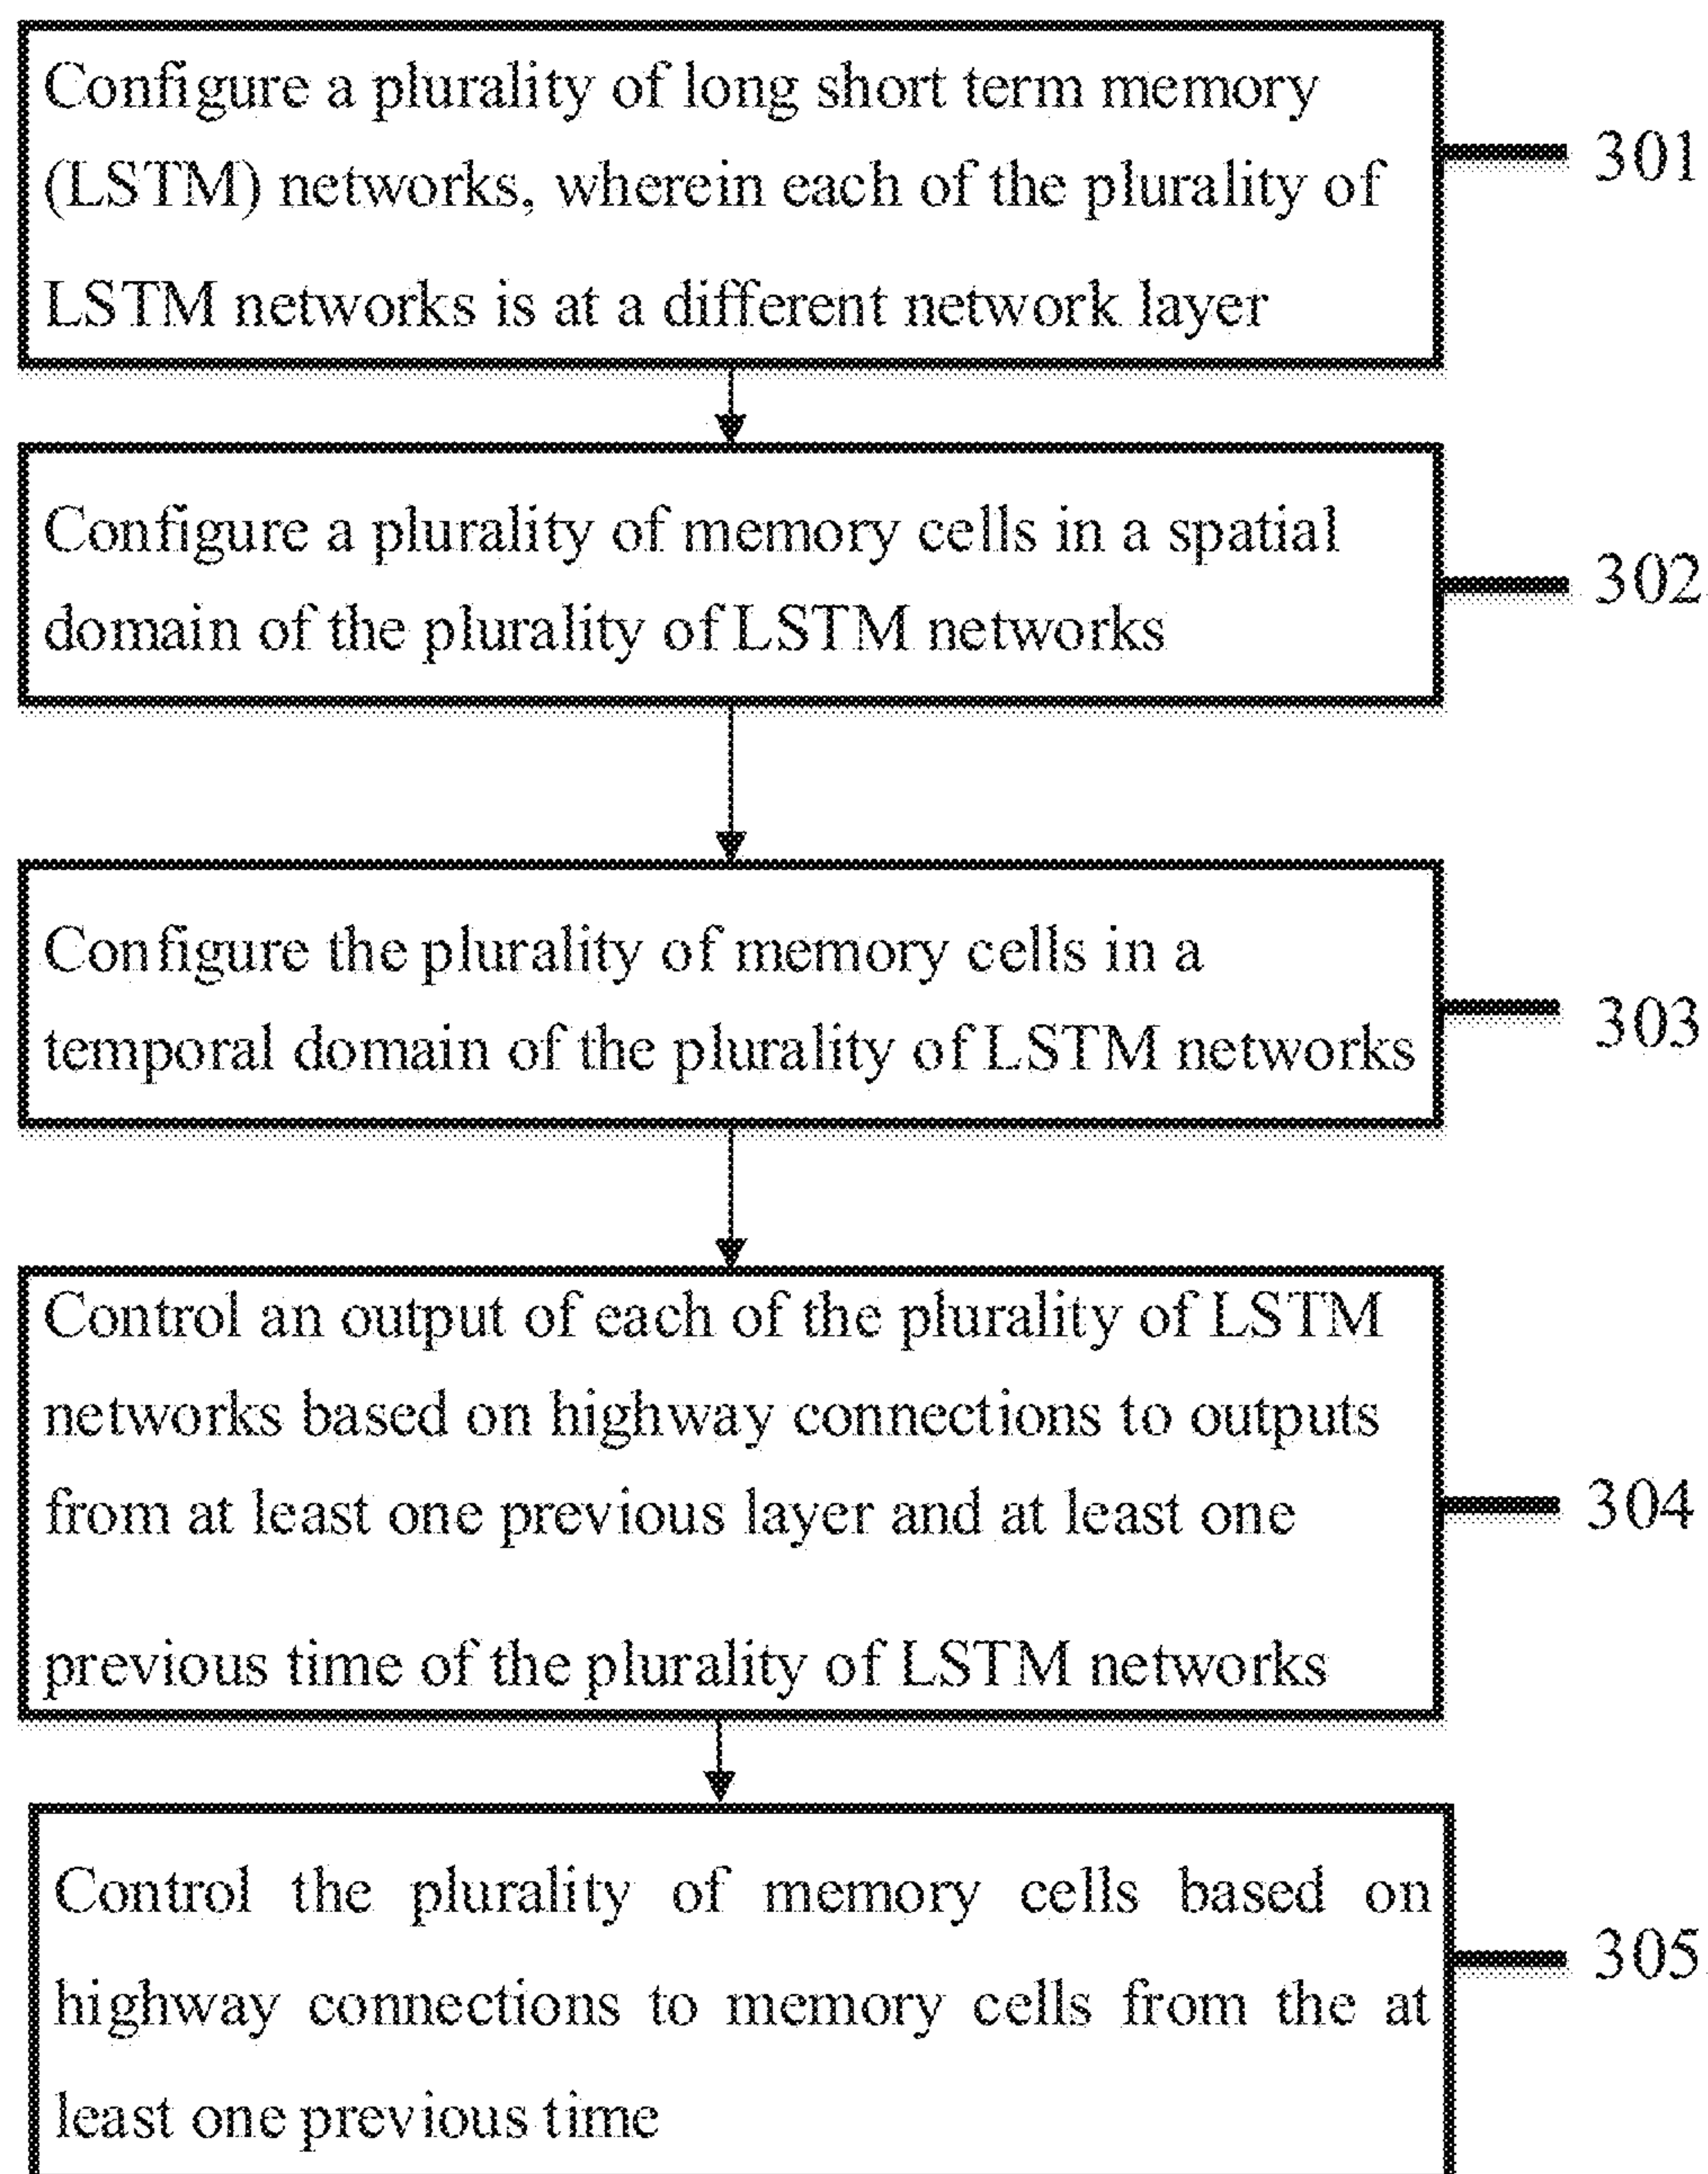 Configure a plurality of long short term memory
(LSTM) networks, wherein each of the plurality of
LSTM networks is at a different network layer
301
Configure a plurality of memory cells in a spatial
domain of the plurality of LSTM networks
302
Configure the plurality of memory cells in a
temporal domain of the plurality of LSTM networks
303
Control an output of each of the plurality of LSTM
networks based on highway connections to outputs
from at least one previous layer and at least one
previous time of the plurality of LSTM networks
304
Control the plurality of memory cells based on
highway connections to memory cells from the at
least one previous time
305